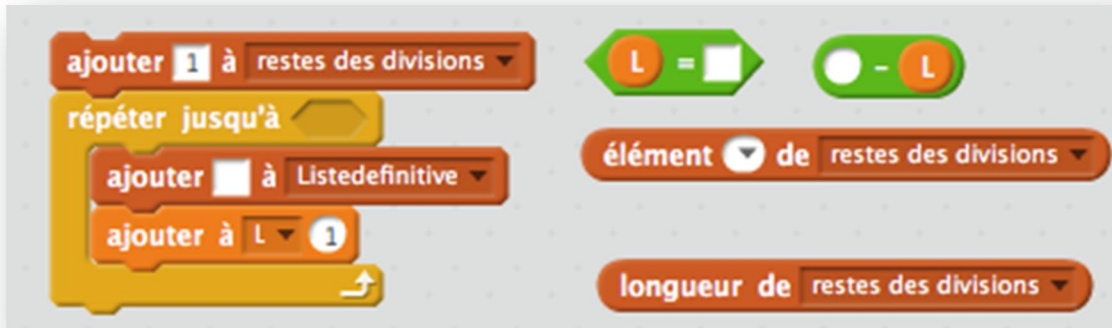 ajouter 1 à restes des divisions
répéter jusqu'à
ajouter à Listedefinitive
ajouter à L 1
L =
- L
élément de restes des divisions
longueur de restes des divisions